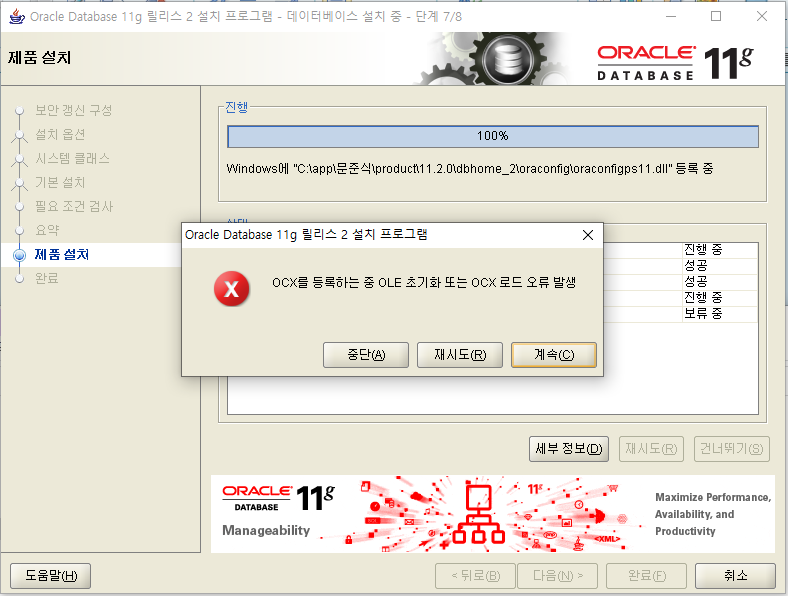 Oracle Database 11g 릴리스 2 설치 프로그램 - 데이터베이스 설치 중 - 단계 7/8
제품 설치
ORACLE
DATABASE 11g
보안 갱신 구성
설치 옵션
시스템 클래스
기본 설치
필요 조건 검사
요약
제품 설치
완료
진행
100%
Windows에 "C:\app\문준식\product\11.2.0\dbhome_2\oraconfig\oraconfigps11.dll" 등록 중
진행 중
성공
성공
진행 중
보류 중
Oracle Database 11g 릴리스 2 설치 프로그램
OCX를 등록하는 중 OLE 초기화 또는 OCX 로드 오류 발생
중단(A) 재시도(R) 계속(C)
세부 정보(D) 재시도(R) 건너뛰기(S)
ORACLE
DATABASE 11g
Manageability
11g
<XML>
Maximize Performance,
Availability, and
Productivity
도움말(H) < 뒤로(B) 다음(N) > 완료(F) 취소